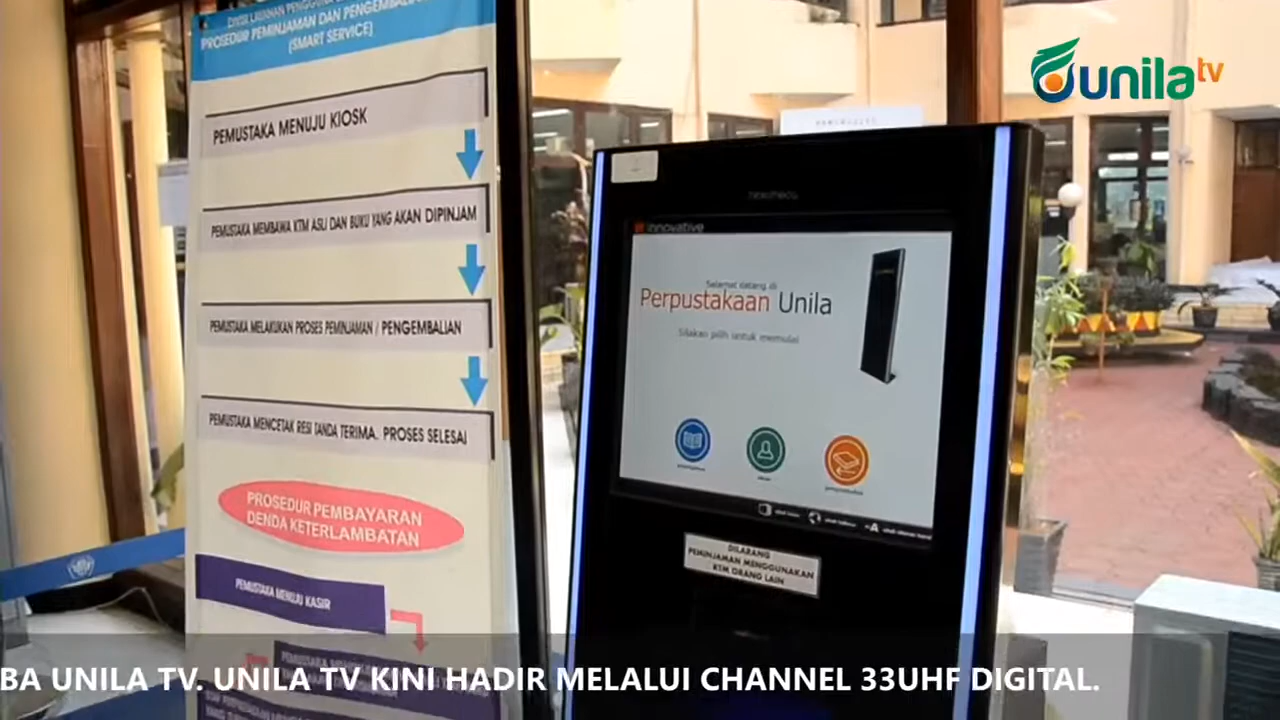 PROSEDUR PEMINJAMAN DAN PENGEMBALIAN
(SMART SERVICE)
PEMUSTAKA MENUJU KIOSK
PEMUSTAKA MEMBAWA KTM ASLI DAN BUKU YANG AKAN DIPINJAM
PEMUSTAKA MELAKUKAN PROSES PEMINJAMAN / PENGEMBALIAN
PEMUSTAKA MENCETAK RESI TANDA TERIMA. PROSES SELESAI
PROSEDUR PEMBAYARAN
DENDA KETERLAMBATAN
PEMUSTAKA MENUJU KASIR
unila tv
innovative
Selamat datang di
Perpustakaan Unila
Silakan pilih untuk memulai
DILARANG
PEMINJAMAN MENGGUNAKAN
KTM ORANG LAIN
BA UNILA TV. UNILA TV KINI HADIR MELALUI CHANNEL 33UHF DIGITAL.